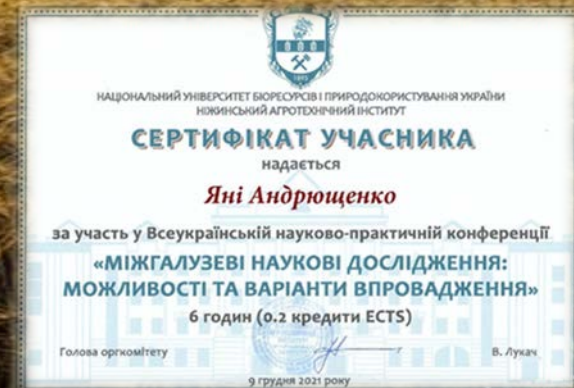 1895
НАЦІОНАЛЬНИЙ УНІВЕРСИТЕТ БІОРЕСУРСІВ І ПРИРОДОКОРИСТУВАННЯ УКРАЇНИ
НІЖИНСЬКИЙ АГРОТЕХНІЧНИЙ ІНСТИТУТ
СЕРТИФІКАТ УЧАСНИКА
надається
Яні Андрющенко
за участь у Всеукраїнській науково-практичній конференції
«МІЖГАЛУЗЕВІ НАУКОВІ ДОСЛІДЖЕННЯ:
МОЖЛИВОСТІ ТА ВАРІАНТИ ВПРОВАДЖЕННЯ»
6 годин (0.2 кредити ECTS)
Голова оргкомітету В. Лукач
9 грудня 2021 року